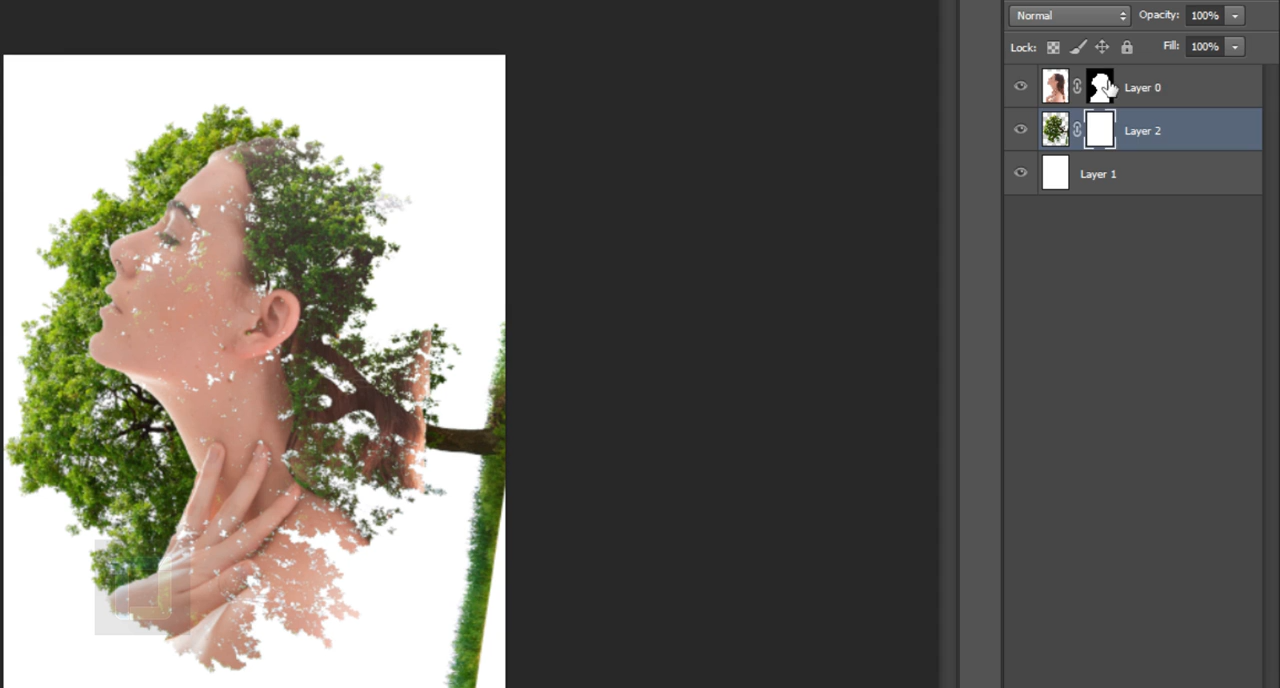 Normal Opacity: 100%
Lock: Fill: 100%
Layer 0
Layer 2
Layer 1